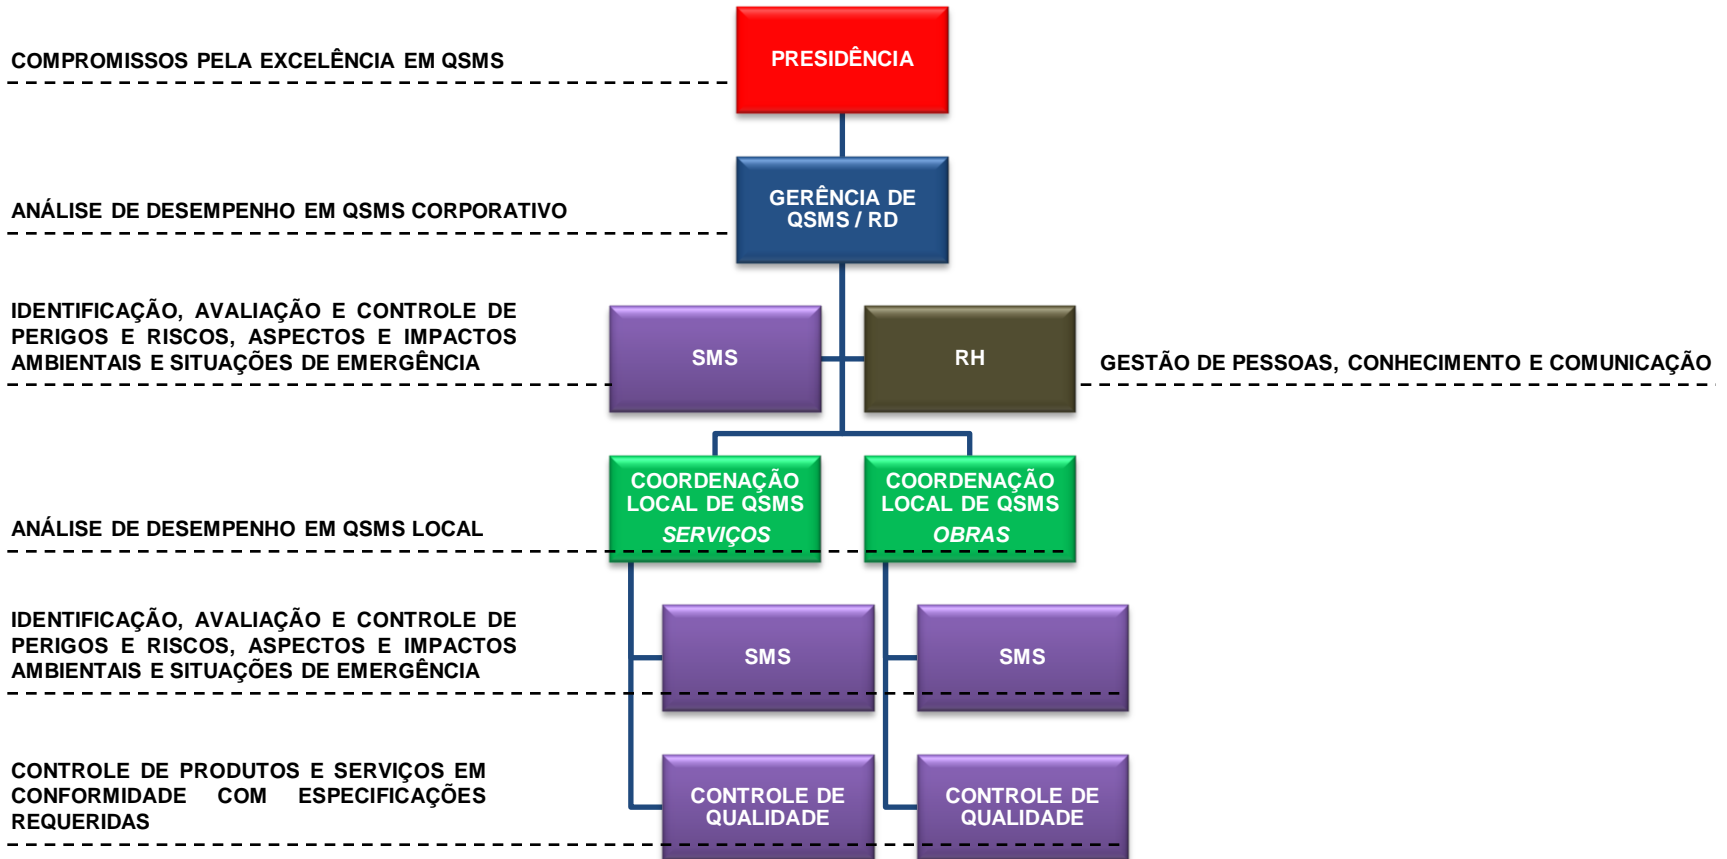 COMPROMISSOS PELA EXCELÊNCIA EM QSMS
PRESIDÊNCIA
ANÁLISE DE DESEMPENHO EM QSMS CORPORATIVO
GERÊNCIA DE
QSMS / RD
IDENTIFICAÇÃO, AVALIAÇÃO E CONTROLE DE
PERIGOS E RISCOS, ASPECTOS E IMPACTOS
AMBIENTAIS E SITUAÇÕES DE EMERGÊNCIA
SMS
RH
GESTÃO DE PESSOAS, CONHECIMENTO E COMUNICAÇÃO
ANÁLISE DE DESEMPENHO EM QSMS LOCAL
COORDENAÇÃO
LOCAL DE QSMS
SERVIÇOS
COORDENAÇÃO
LOCAL DE QSMS
OBRAS
IDENTIFICAÇÃO, AVALIAÇÃO E CONTROLE DE
PERIGOS E RISCOS, ASPECTOS E IMPACTOS
AMBIENTAIS E SITUAÇÕES DE EMERGÊNCIA
SMS
SMS
CONTROLE DE PRODUTOS E SERVIÇOS EM
CONFORMIDADE COM ESPECIFICAÇÕES
REQUERIDAS
CONTROLE DE
QUALIDADE
CONTROLE DE
QUALIDADE